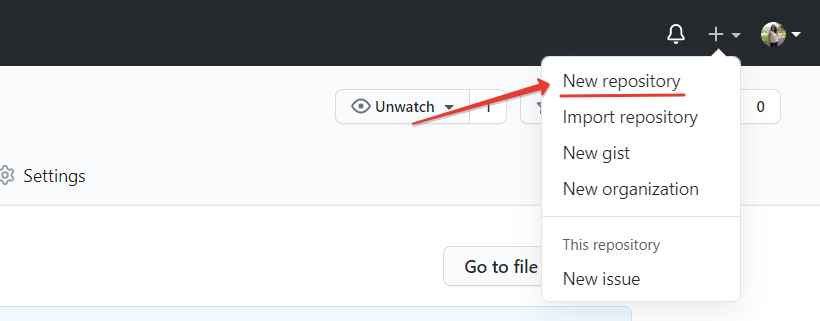 New repository
Unwatch
1
0
Import repository
New gist
Settings
New organization
This repository
Go to file
New issue